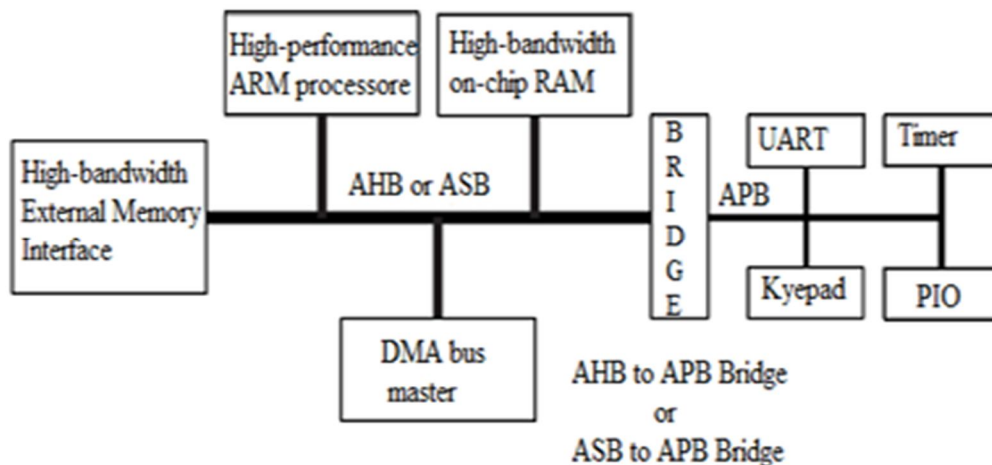 High-performance
ARM processore
High-bandwidth
on-chip RAM
High-bandwidth
External Memory
Interface
AHB or ASB
B
R
I
D
G
E
APB
UART
Timer
Kyepad
PIO
DMA bus
master
AHB to APB Bridge
or
ASB to APB Bridge